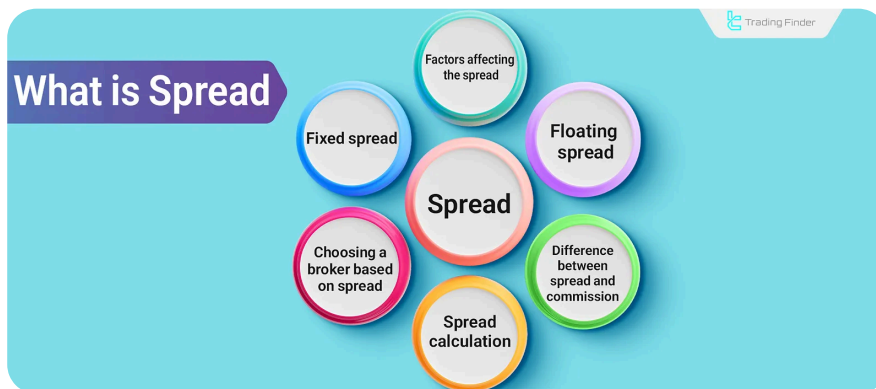 Trading Finder
What is Spread
Factors affecting
the spread
Fixed spread
Floating
spread
Spread
Choosing a
broker based
on spread
Difference
between
spread and
commission
Spread
calculation